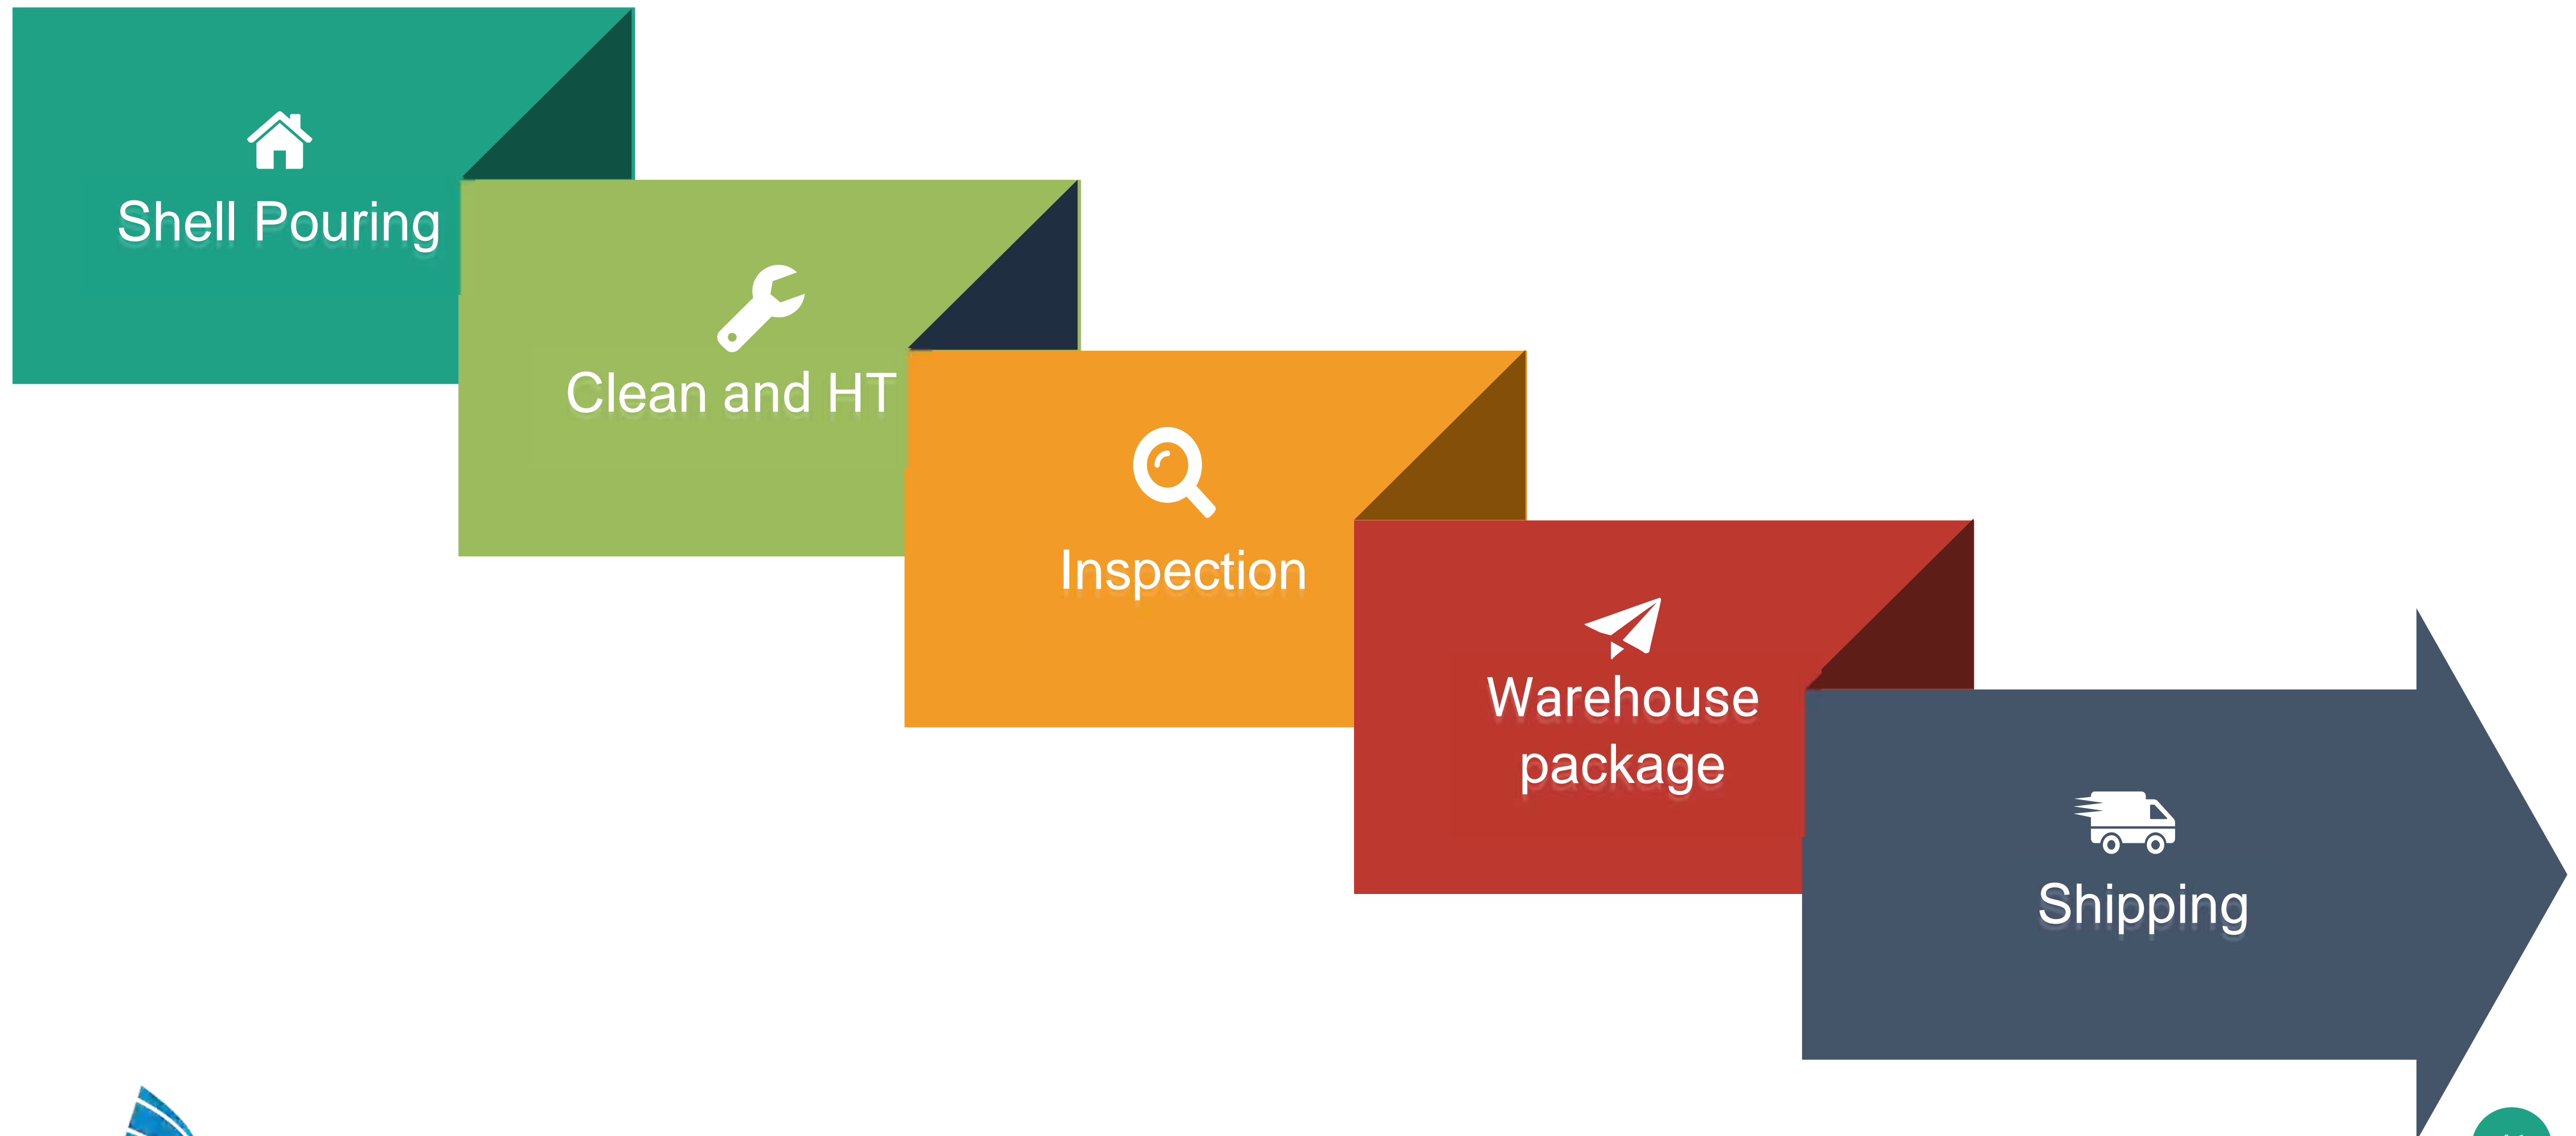 Shell Pouring
Clean and HT
Inspection
Warehouse
package
Shipping